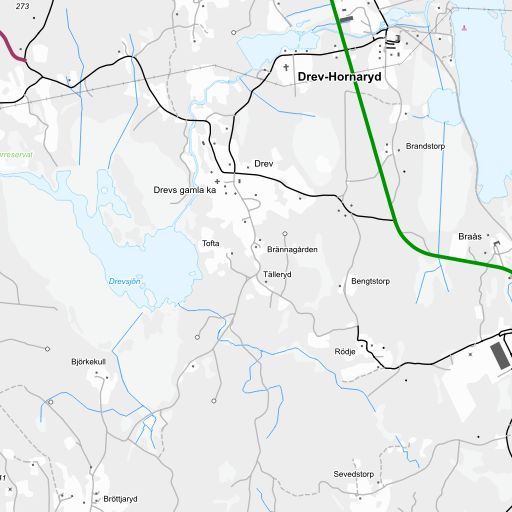 273
Drev-Hornaryd
Brandstorp
Drev
Drevs gamla ka
Braås
Tofta
Brännagården
Tälleryd
Drevsjön
Bengtstorp
Rödje
Björkekull
Sevedstorp
Bröttjaryd